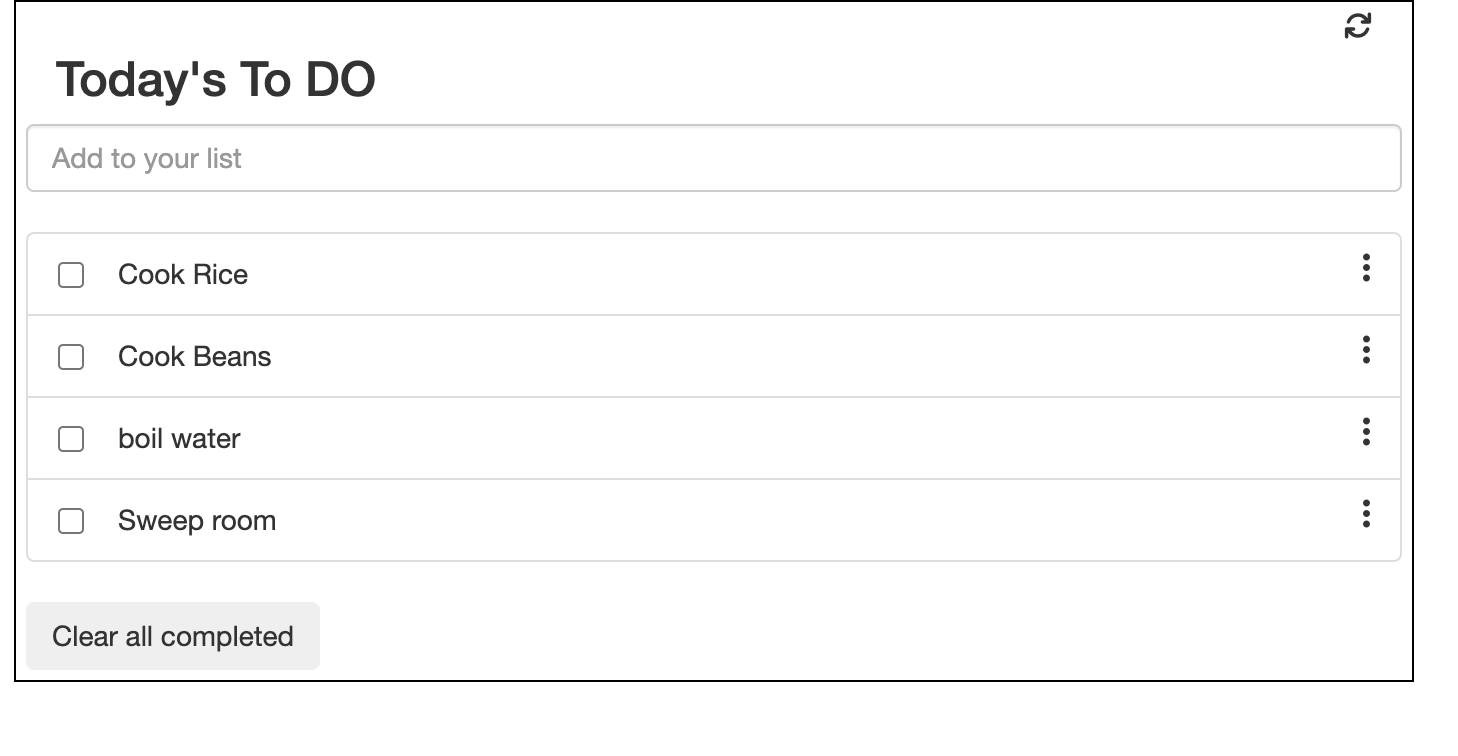 Today's To DO
Add to your list
Cook Rice
Cook Beans
boil water
Sweep room
Clear all completed